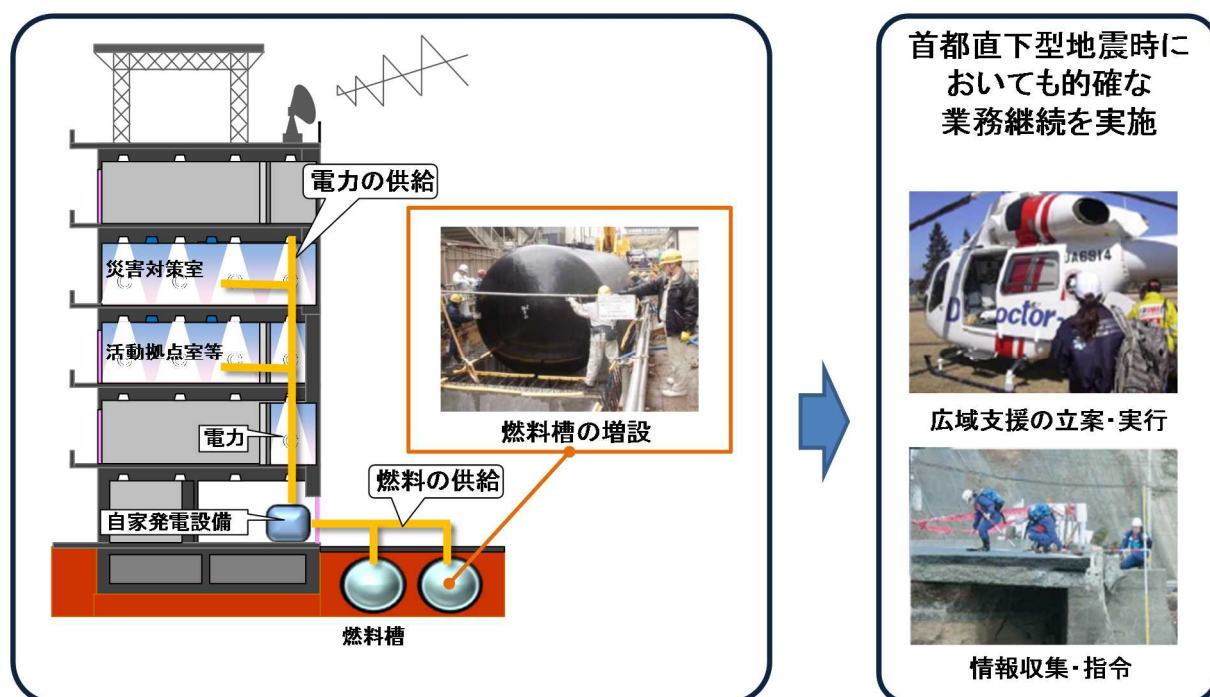 電力の供給
災害対策室
活動拠点室等
電力
自家発電設備
燃料の供給
燃料槽
燃料槽の増設
首都直下型地震時に
おいても的確な
業務継続を実施
JA6914
Doctor-
広域支援の立案・実行
情報収集・指令